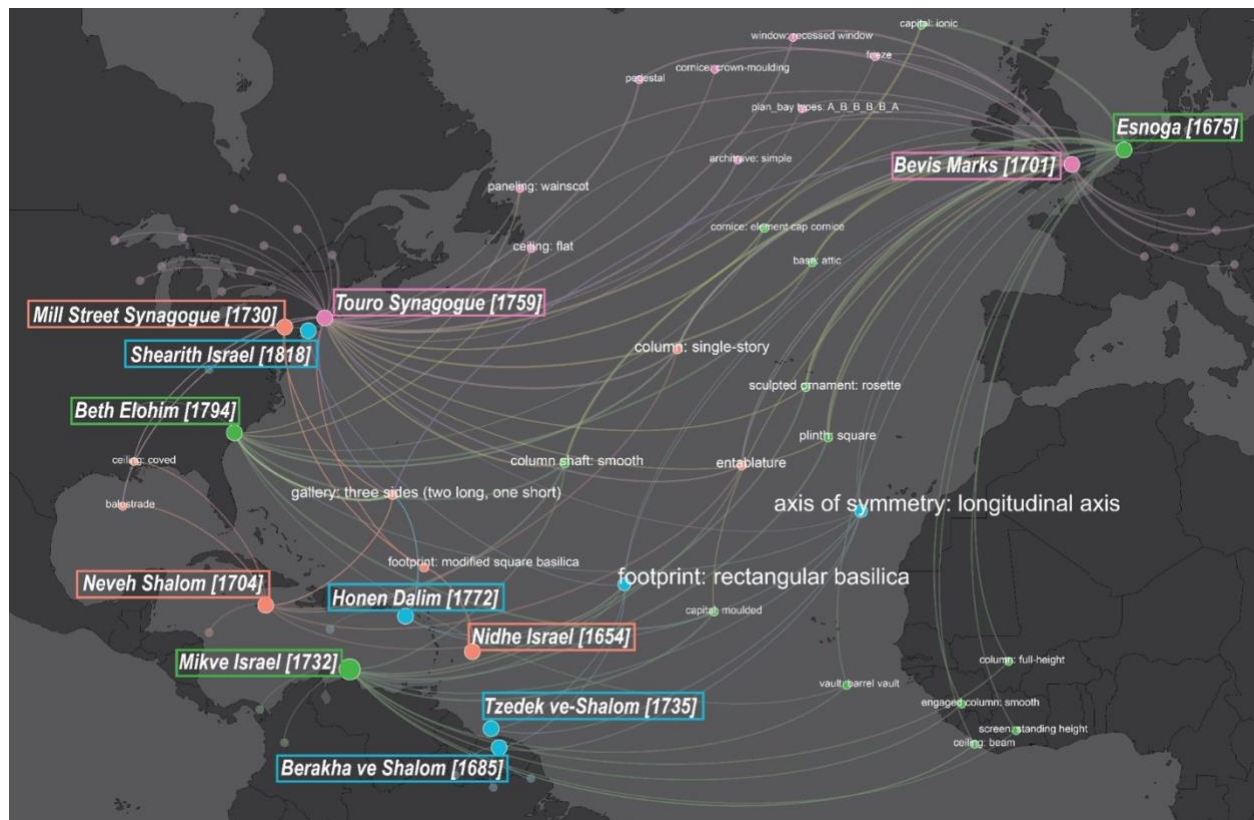 capital: ionic
window: recessed window
frieze
cornice: crown-moulding
pedestal
plan_bay types: A_B_B_B_B_A
Esnoga [1675]
architrave: simple
Bevis Marks [1701]
paneling: wainscot
cornice: element cap cornice
ceiling: flat
base: attic
Touro Synagogue [1759]
Mill Street Synagogue [1730]
column: single-story
Shearith Israel [1818]
sculpted ornament: rosette
Beth Elohim [1794]
plinth: square
ceiling: coved
column shaft: smooth
entablature
gallery: three sides (two long, one short)
balustrade
axis of symmetry: longitudinal axis
footprint: modified square basilica
footprint: rectangular basilica
Neveh Shalom [1704]
Honen Dalim [1772]
capital: moulded
Nidhe Israel [1654]
Mikve Israel [1732]
column: full-height
vault: barrel vault
engaged column: smooth
Tzedek ve-Shalom [1735]
screen: standing height
ceiling: beam
Berakha ve Shalom [1685]